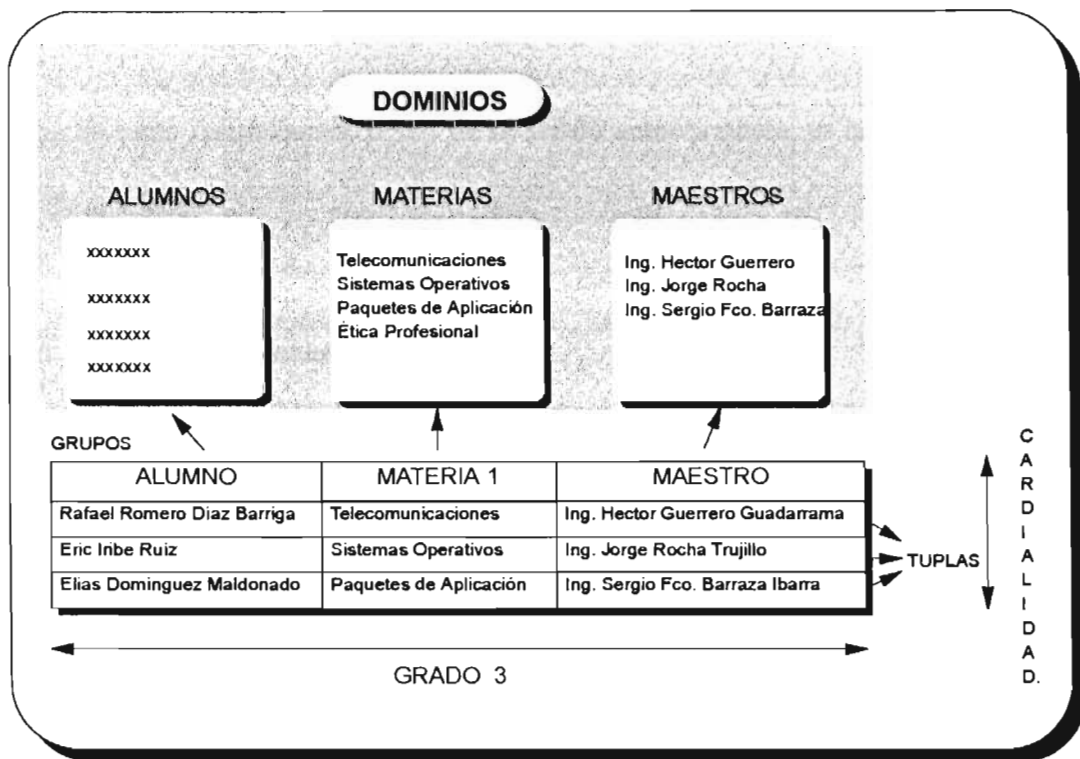 DOMINIOS
ALUMNOS
MATERIAS
MAESTROS
xxxxxxx
xxxxxxx
xxxxxxx
xxxxxxx
Telecomunicaciones
Sistemas Operativos
Paquetes de Aplicación
Ética Profesional
Ing. Hector Guerrero
Ing. Jorge Rocha
Ing. Sergio Fco. Barraza
GRUPOS
ALUMNO MATERIA 1 MAESTRO
Rafael Romero Diaz Barriga Telecomunicaciones Ing. Hector Guerrero Guadarrama
Eric Iribe Ruiz Sistemas Operativos Ing. Jorge Rocha Trujillo
Elias Dominguez Maldonado Paquetes de Aplicación Ing. Sergio Fco. Barraza Ibarra
TUPLAS
CARDIALIDAD.
GRADO 3